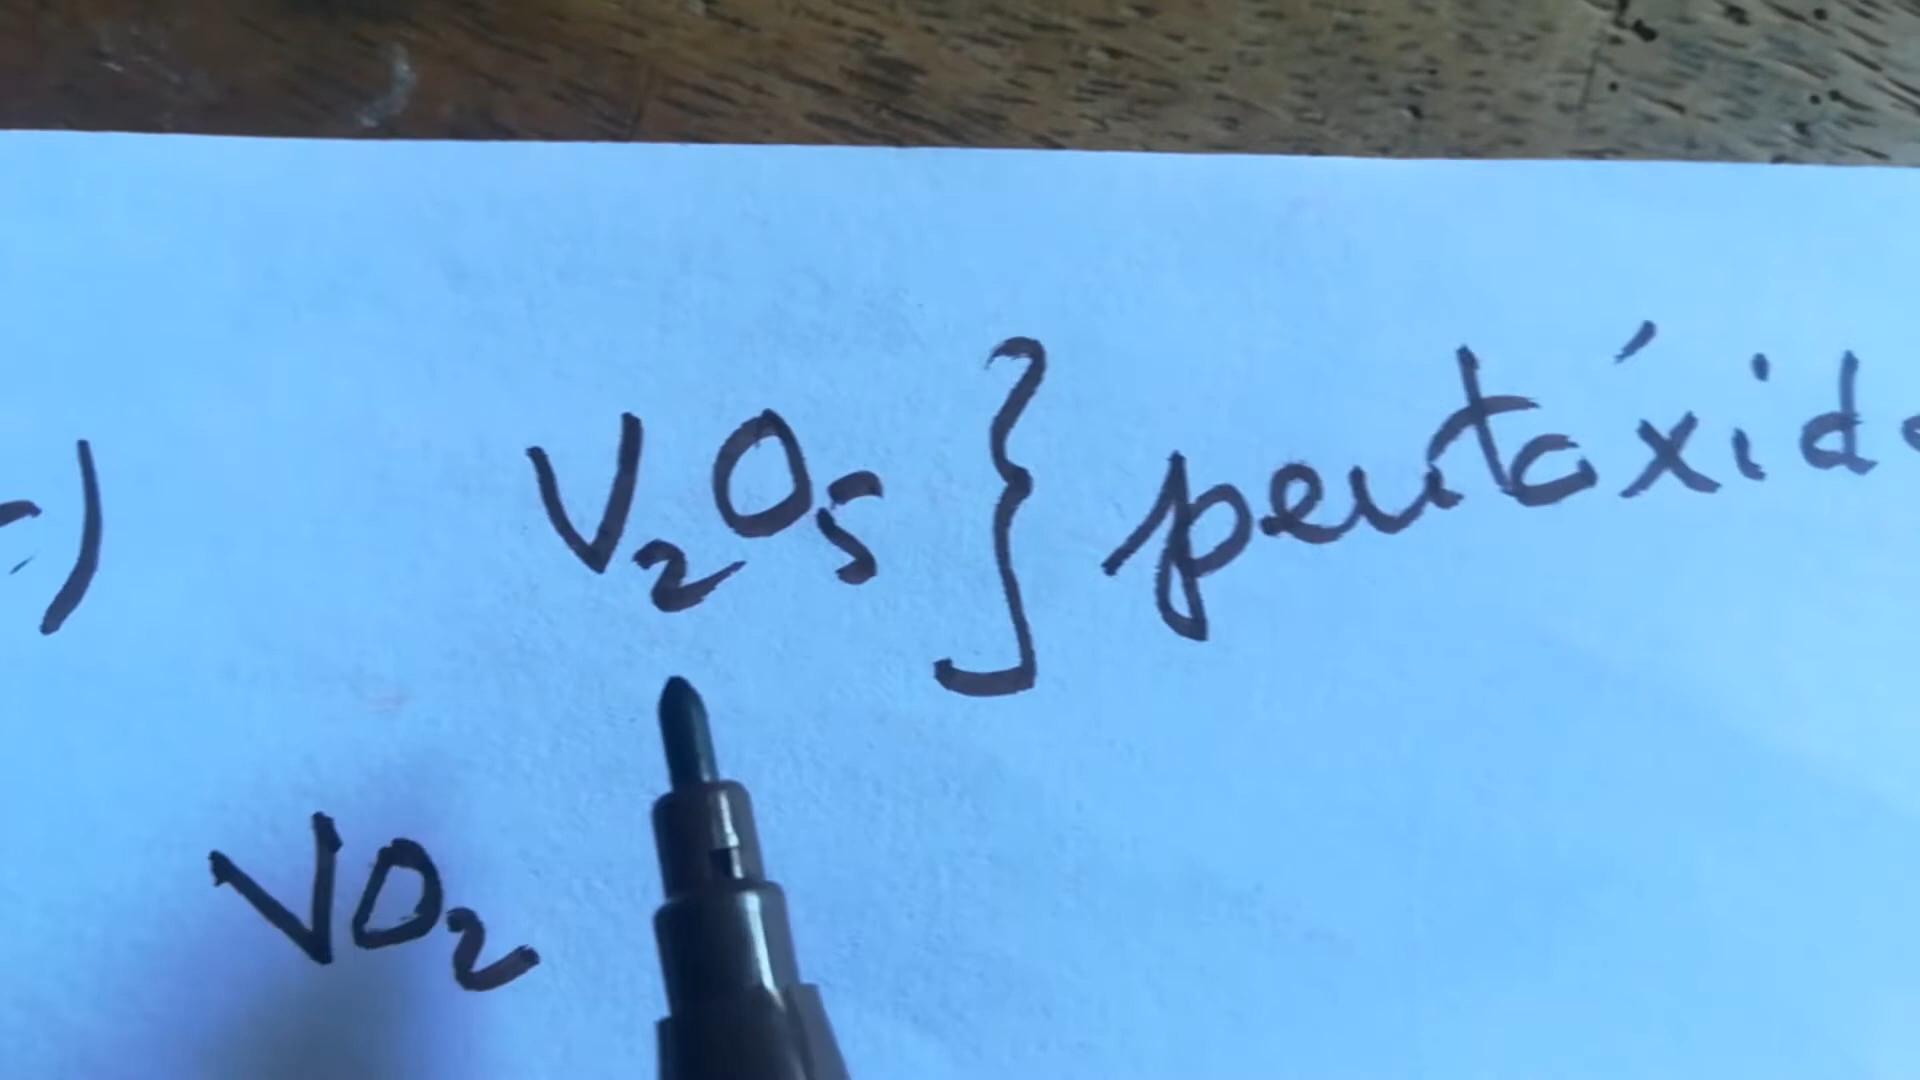 V₂O₅ } pentóxid
VO₂